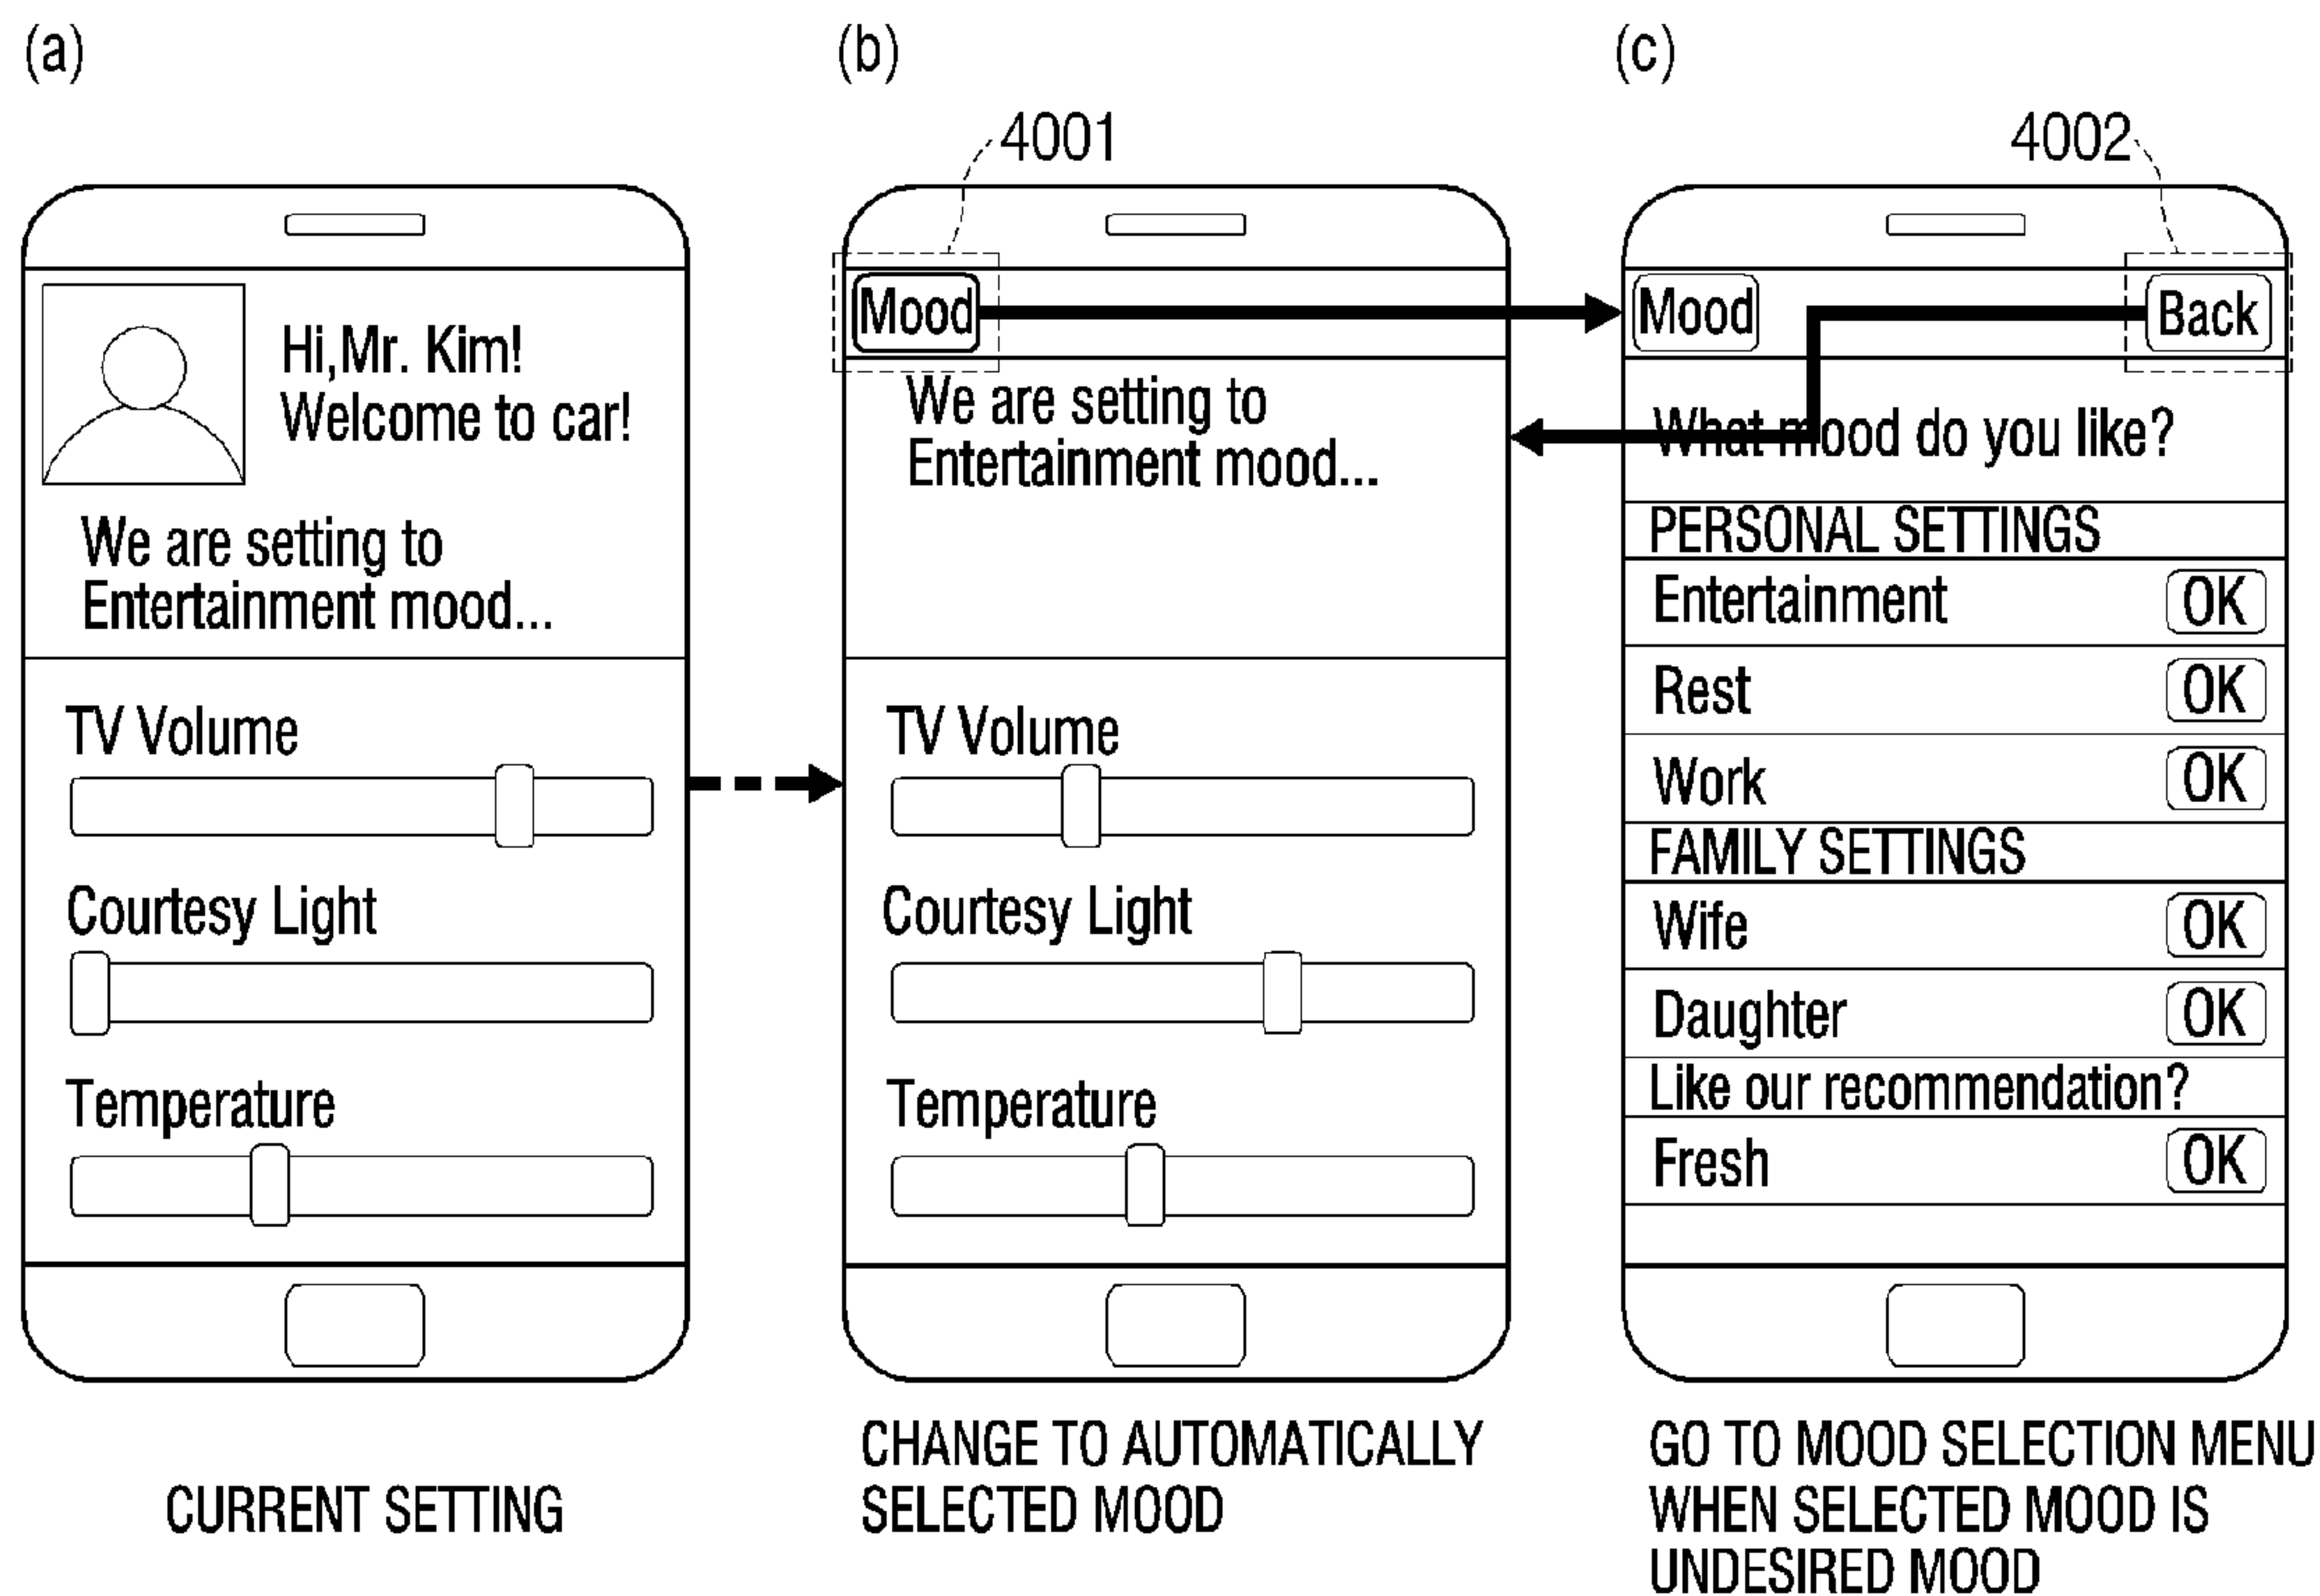 (a)
Hi,Mr. Kim!
Welcome to car!
We are setting to
Entertainment mood...
TV Volume
Courtesy Light
Temperature
CURRENT SETTING
(b)
4001
Mood
We are setting to
Entertainment mood...
TV Volume
Courtesy Light
Temperature
CHANGE TO AUTOMATICALLY
SELECTED MOOD
(c)
4002
Mood Back
What mood do you like?
PERSONAL SETTINGS
Entertainment OK
Rest OK
Work OK
FAMILY SETTINGS
Wife OK
Daughter OK
Like our recommendation?
Fresh OK
GO TO MOOD SELECTION MENU
WHEN SELECTED MOOD IS
UNDESIRED MOOD